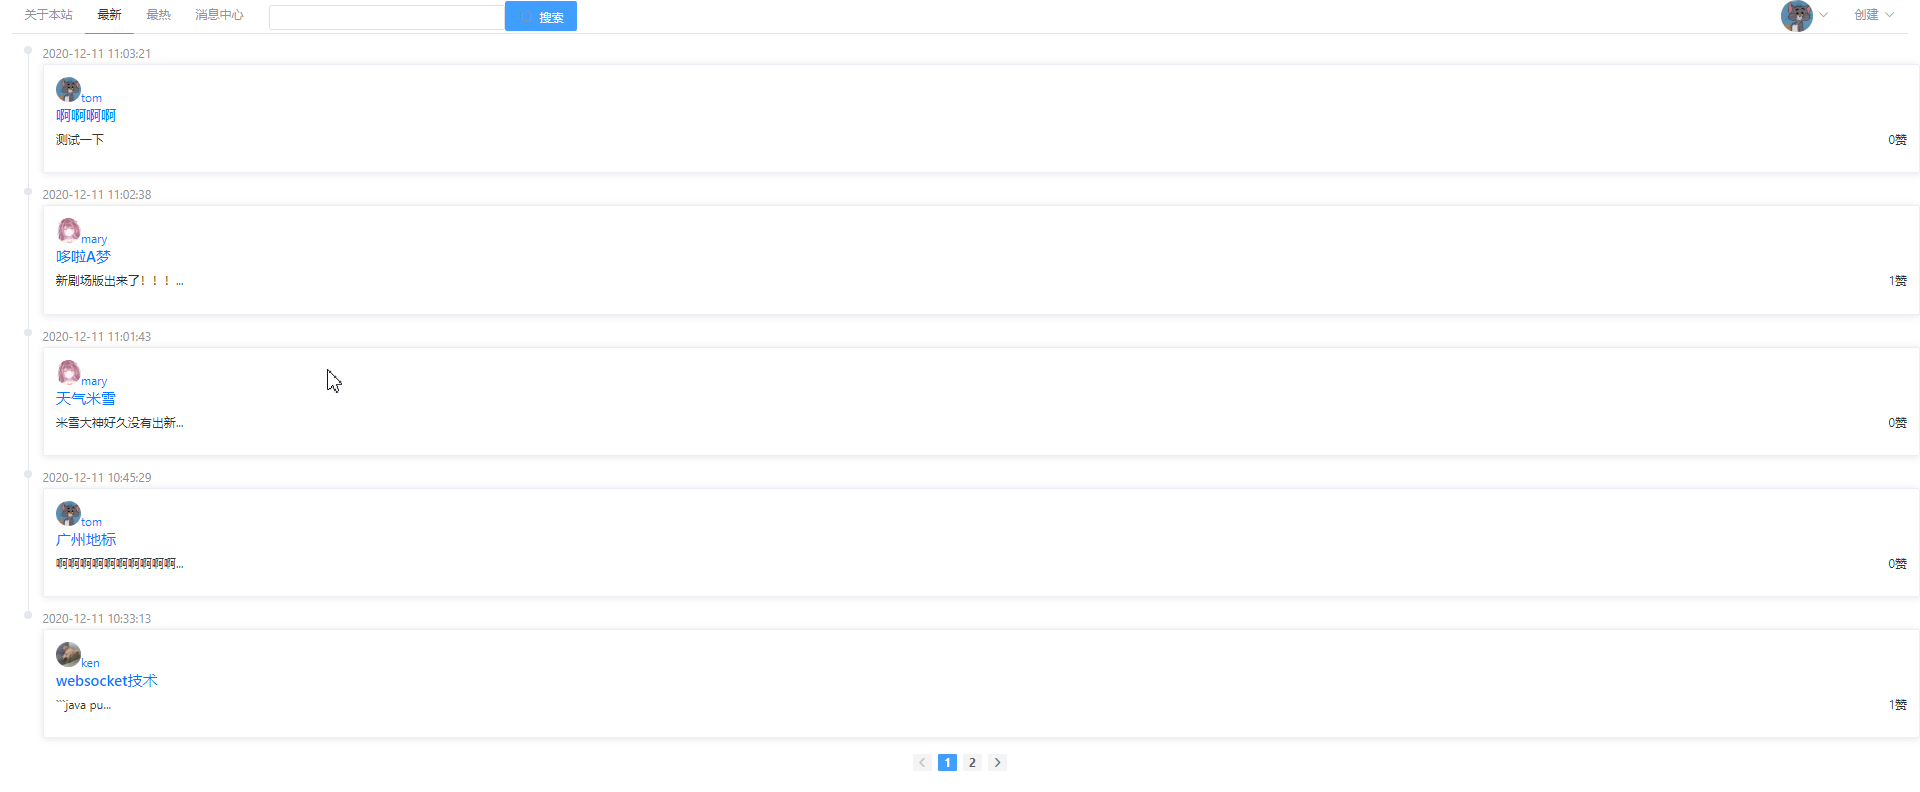 关于本站 最新 最热 消息中心 搜索 创建
2020-12-11 11:03:21
tom
啊啊啊啊
测试一下 0赞
2020-12-11 11:02:38
mary
哆啦A梦
新剧场版出来了！！！... 1赞
2020-12-11 11:01:43
mary
天气米雪
米雪大神好久没有出新... 0赞
2020-12-11 10:45:29
tom
广州地标
啊啊啊啊啊啊啊啊啊啊... 0赞
2020-12-11 10:33:13
ken
websocket技术
```java pu... 1赞
1 2